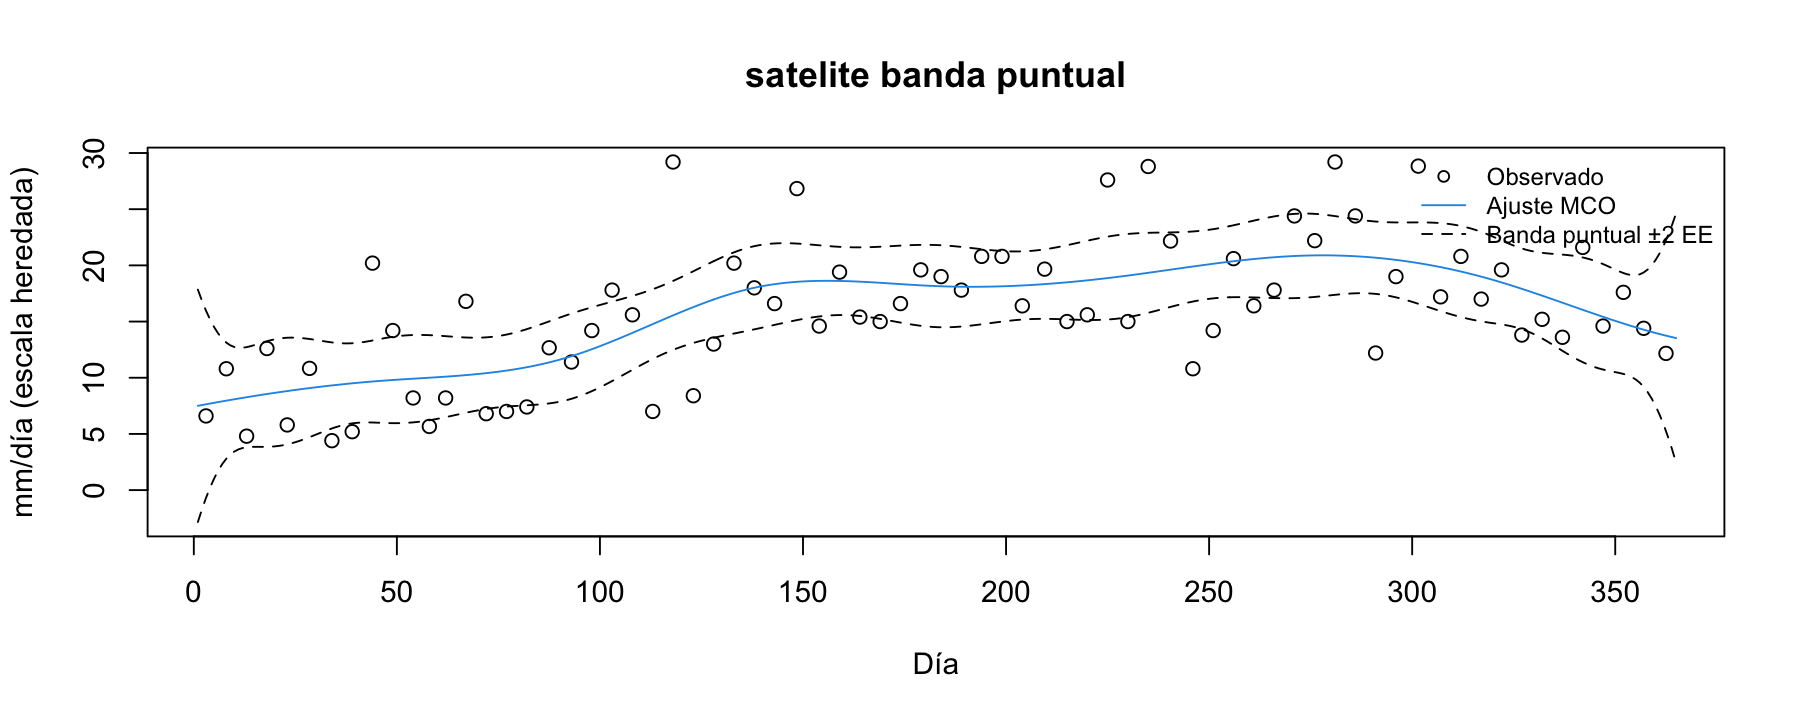 satelite banda puntual
mm/día (escala heredada)
30
20
10
5
0
Observado
Ajuste MCO
Banda puntual ±2 EE
0 50 100 150 200 250 300 350
Día